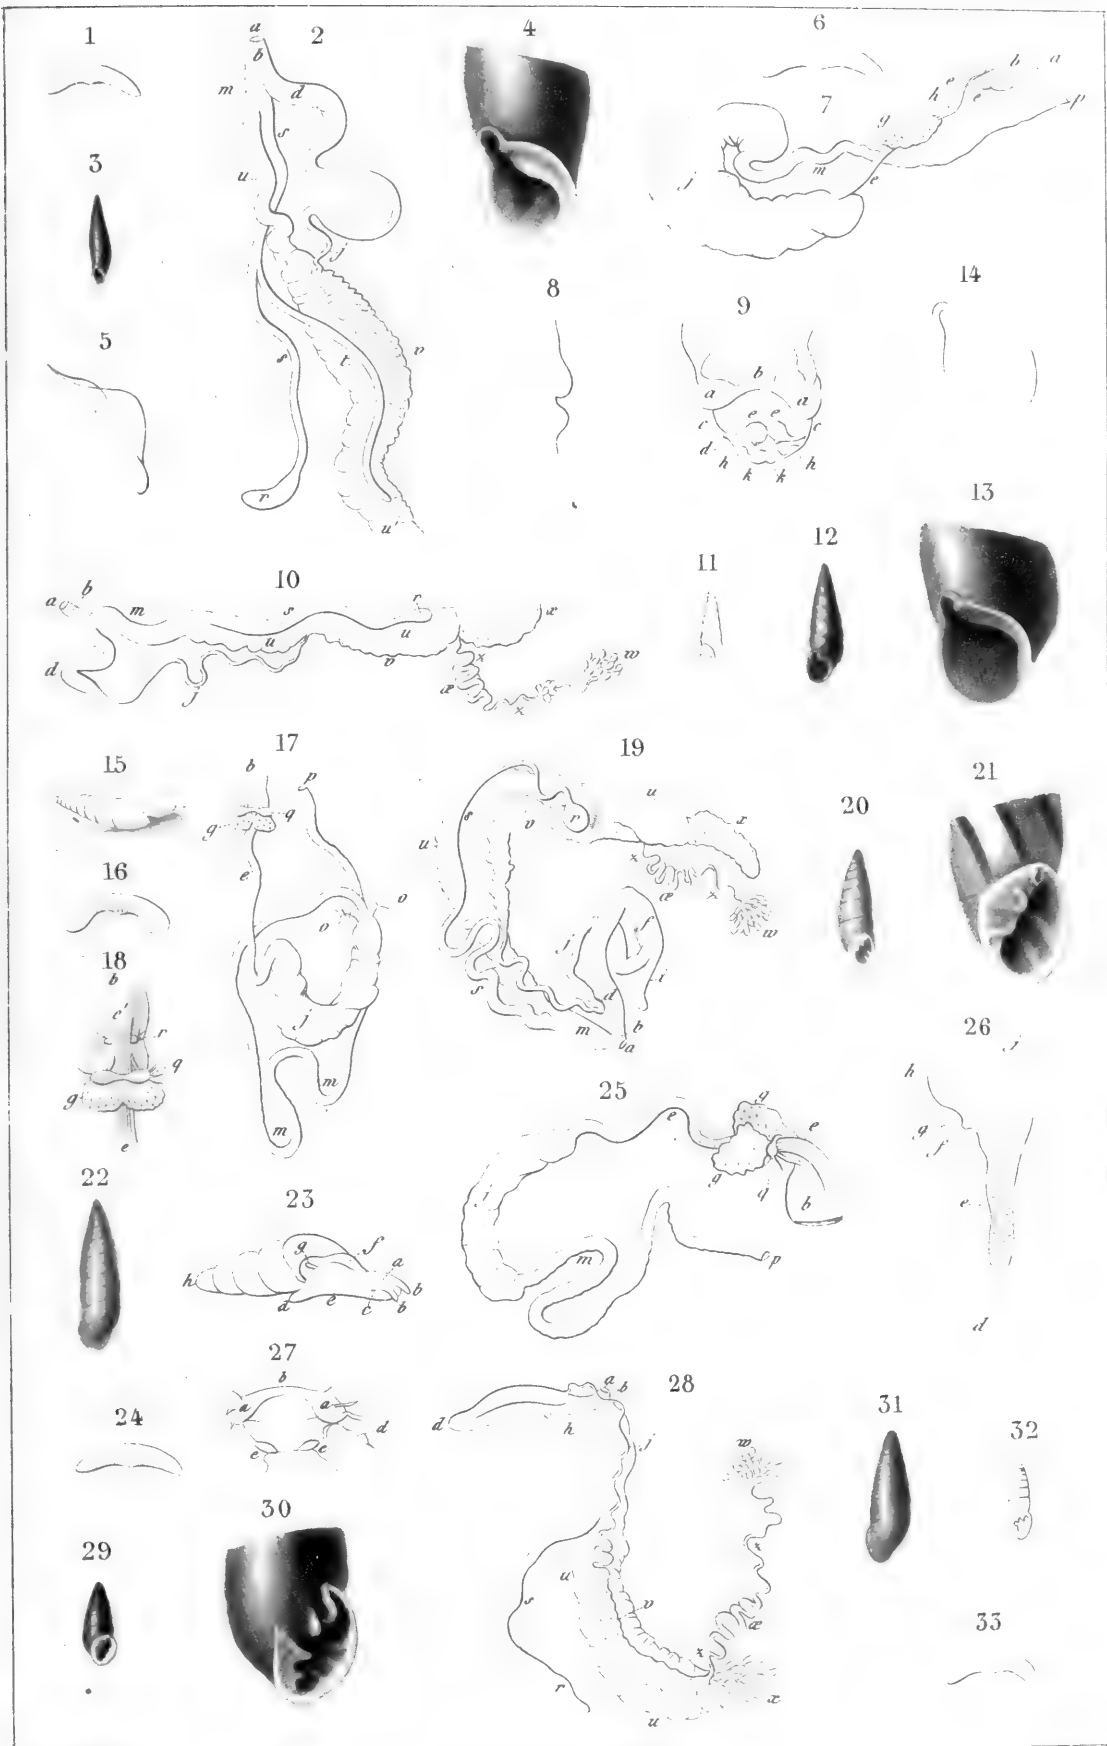 1
2
4
6
a
b
m
d
s
u
j
s
t
v
r
u'
3
5
7
a
b
e
e
h
g
p
m
e
j
8
9
b
a
a
e
e
c
c
d
h
h
k
k
14
13
12
11
10
a
b
m
s
r
x
u
u
v
d
j
x
æ
x
w
15
17
b
p
g
q
e
o
o
j
m
m
19
u
s
v
r
x
u
x
æ
x
w
f
j
i
d
s
m
b
a
20
21
16
18
b
e'
r
z
q
g
e
25
g
e
e
g
q
b
i
m
p
26
j
h
g
f
e
d
22
23
g
f
a
h
b
d
e
c
b
27
b
a
a
d
e
e
24
28
a
b
d
h
j
w
u
x
s
v
æ
x
r
x
u
31
32
30
29
33